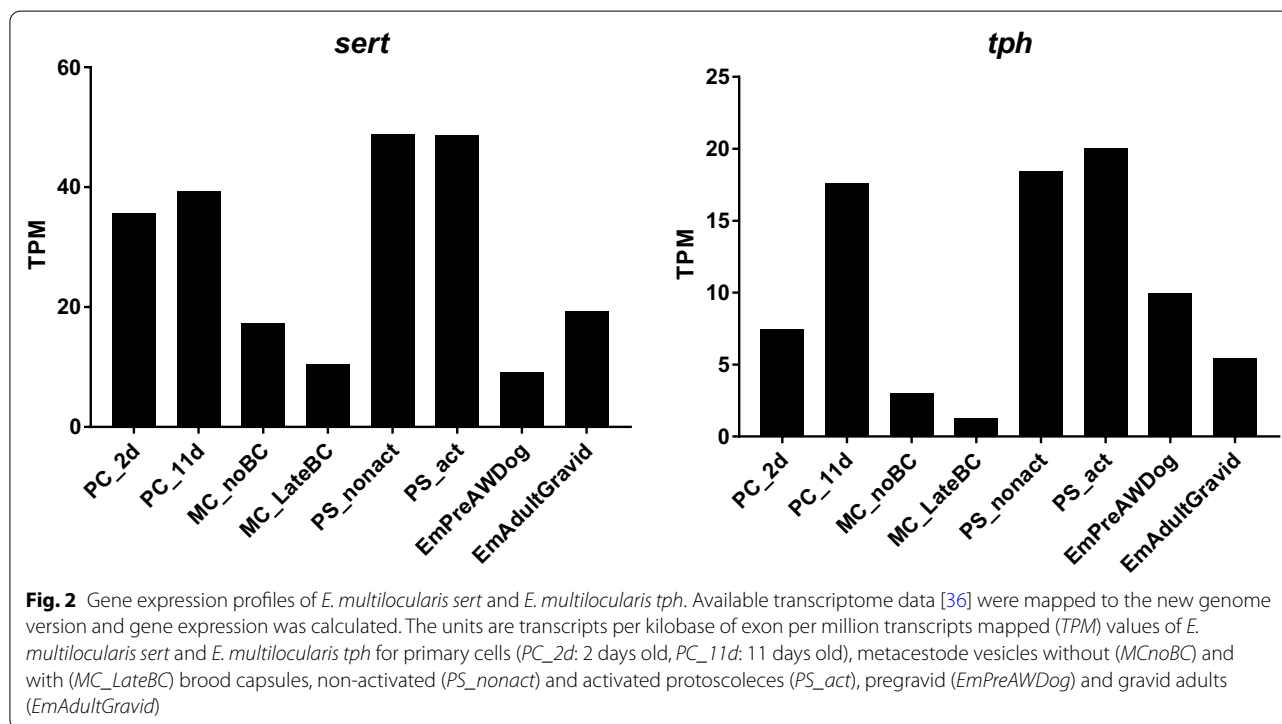 sert
60
40
20
0
TPM
PC_2d
PC_11d
MC_noBC
MC_LateBC
PS_nonact
PS_act
EmPreAWDog
EmAdultGravid
tph
25
20
15
10
5
0
TPM
PC_2d
PC_11d
MC_noBC
MC_LateBC
PS_nonact
PS_act
EmPreAWDog
EmAdultGravid
Fig. 2 Gene expression profiles of E. multilocularis sert and E. multilocularis tph. Available transcriptome data [36] were mapped to the new genome
version and gene expression was calculated. The units are transcripts per kilobase of exon per million transcripts mapped (TPM) values of E.
multilocularis sert and E. multilocularis tph for primary cells (PC_2d: 2 days old, PC_11d: 11 days old), metacestode vesicles without (MCnoBC) and
with (MC_LateBC) brood capsules, non-activated (PS_nonact) and activated protoscoleces (PS_act), pregravid (EmPreAWDog) and gravid adults
(EmAdultGravid)